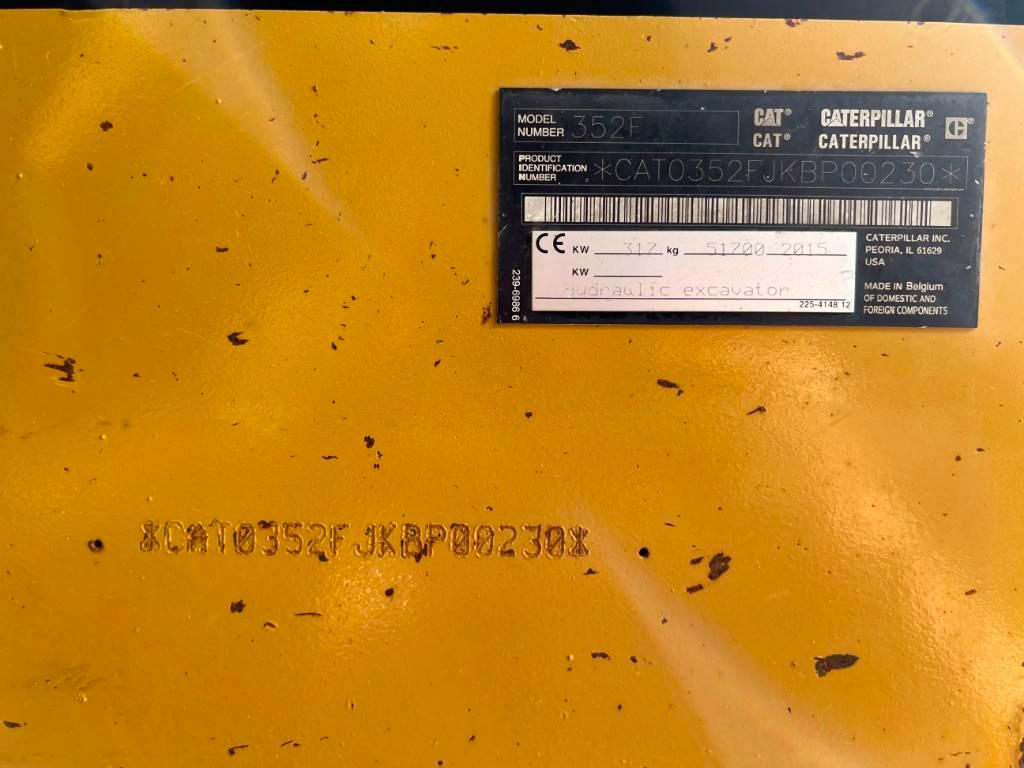 MODEL NUMBER 352F
CAT® CATERPILLAR®
CAT® CATERPILLAR®
PRODUCT IDENTIFICATION NUMBER *CAT0352FJKBP00230*
CE KW 317 kg 51700 2015
KW
hydraulic excavator
225-4148 12
239-6986 6
CATERPILLAR INC.
PEORIA, IL 61629
USA
MADE IN Belgium
OF DOMESTIC AND
FOREIGN COMPONENTS
*CAT0352FJKBP00230*